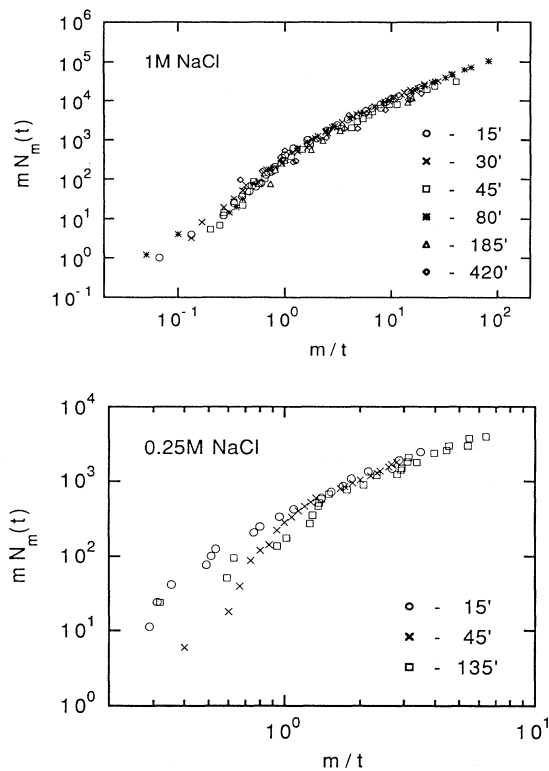 10^6
1M NaCl
10^5
10^4
10^3
10^2
10^1
10^0
10^-1
m N_m(t)
○ - 15'
× - 30'
□ - 45'
✱ - 80'
△ - 185'
◇ - 420'
10^-1 10^0 10^1 10^2
m / t
10^4
0.25M NaCl
10^3
10^2
10^1
10^0
m N_m(t)
○ - 15'
× - 45'
□ - 135'
10^0 10^1
m / t